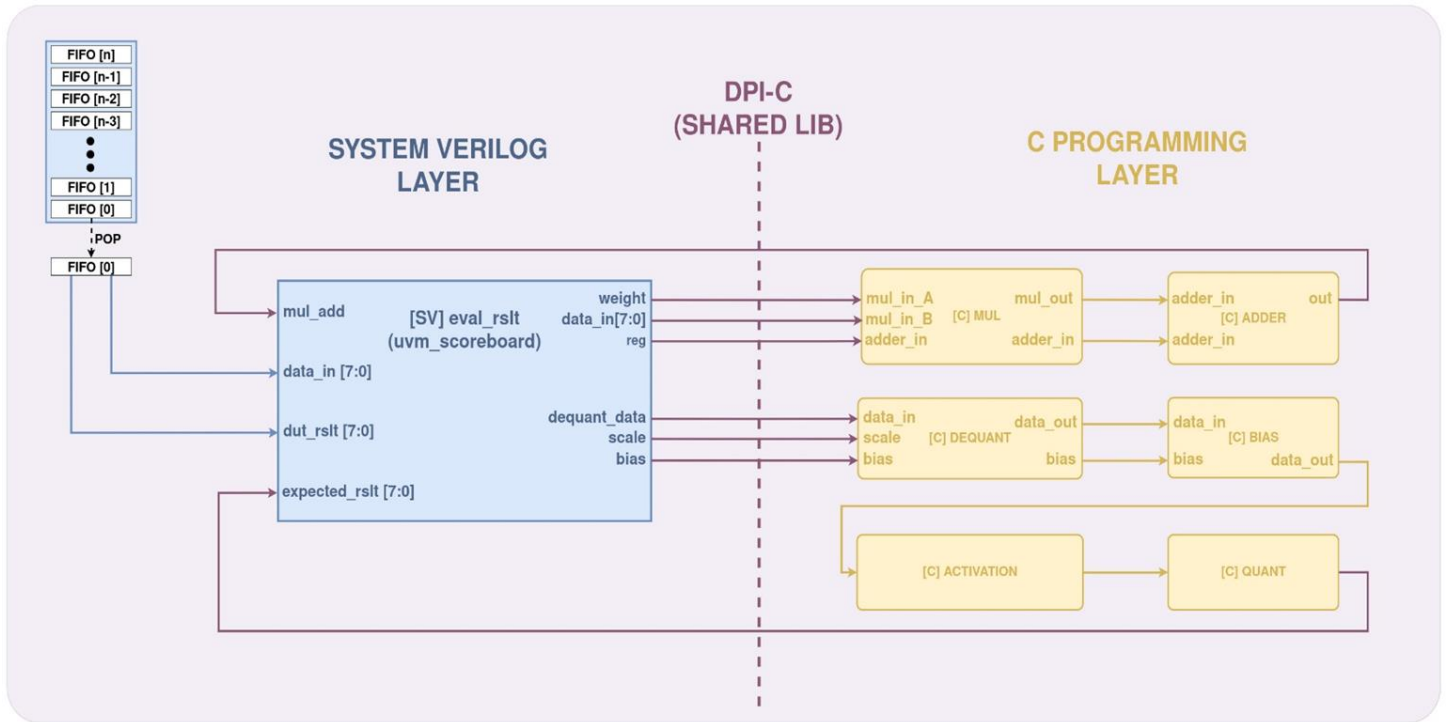 FIFO [n]
FIFO [n-1]
FIFO [n-2]
FIFO [n-3]
FIFO [1]
FIFO [0]
POP
FIFO [0]
SYSTEM VERILOG
LAYER
DPI-C
(SHARED LIB)
C PROGRAMMING
LAYER
mul_add
data_in [7:0]
dut_rslt [7:0]
expected_rslt [7:0]
[SV] eval_rslt
(uvm_scoreboard)
weight
data_in[7:0]
reg
dequant_data
scale
bias
mul_in_A
mul_in_B
adder_in
[C] MUL
mul_out
adder_in
adder_in
adder_in
[C] ADDER
out
data_in
scale
bias
[C] DEQUANT
data_out
bias
data_in
bias
[C] BIAS
data_out
[C] ACTIVATION
[C] QUANT